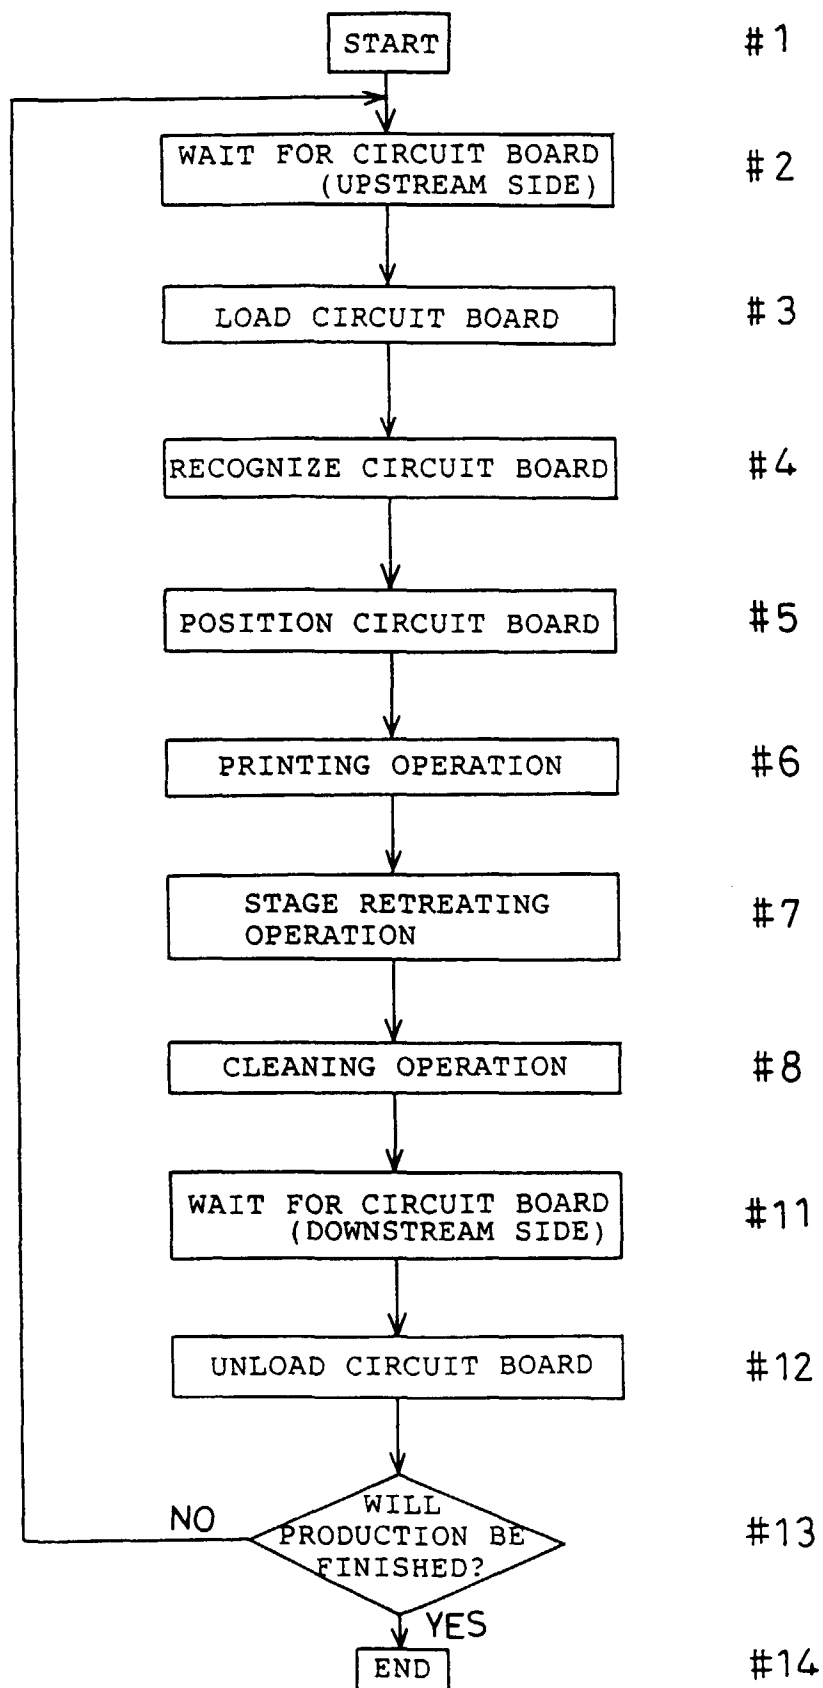 START #1
WAIT FOR CIRCUIT BOARD
(UPSTREAM SIDE) #2
LOAD CIRCUIT BOARD #3
RECOGNIZE CIRCUIT BOARD #4
POSITION CIRCUIT BOARD #5
PRINTING OPERATION #6
STAGE RETREATING
OPERATION #7
CLEANING OPERATION #8
WAIT FOR CIRCUIT BOARD
(DOWNSTREAM SIDE) #11
UNLOAD CIRCUIT BOARD #12
NO
WILL
PRODUCTION BE
FINISHED? #13
YES
END #14